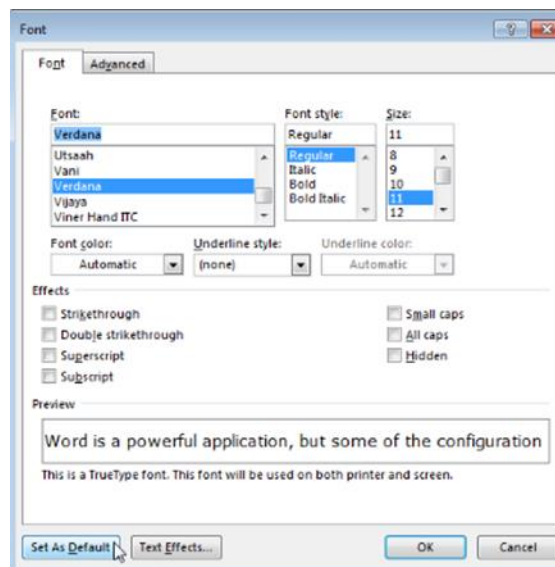 Font
Font Advanced
Font: Font style: Size:
Verdana Regular 11
Utsaah Regular 8
Vani Italic 9
Verdana Bold 10
Vijaya Bold Italic 11
Viner Hand ITC 12
Font color: Underline style: Underline color:
Automatic (none) Automatic
Effects
Strikethrough Small caps
Double strikethrough All caps
Superscript Hidden
Subscript
Preview
Word is a powerful application, but some of the configuration
This is a TrueType font. This font will be used on both printer and screen.
Set As Default Text Effects... OK Cancel